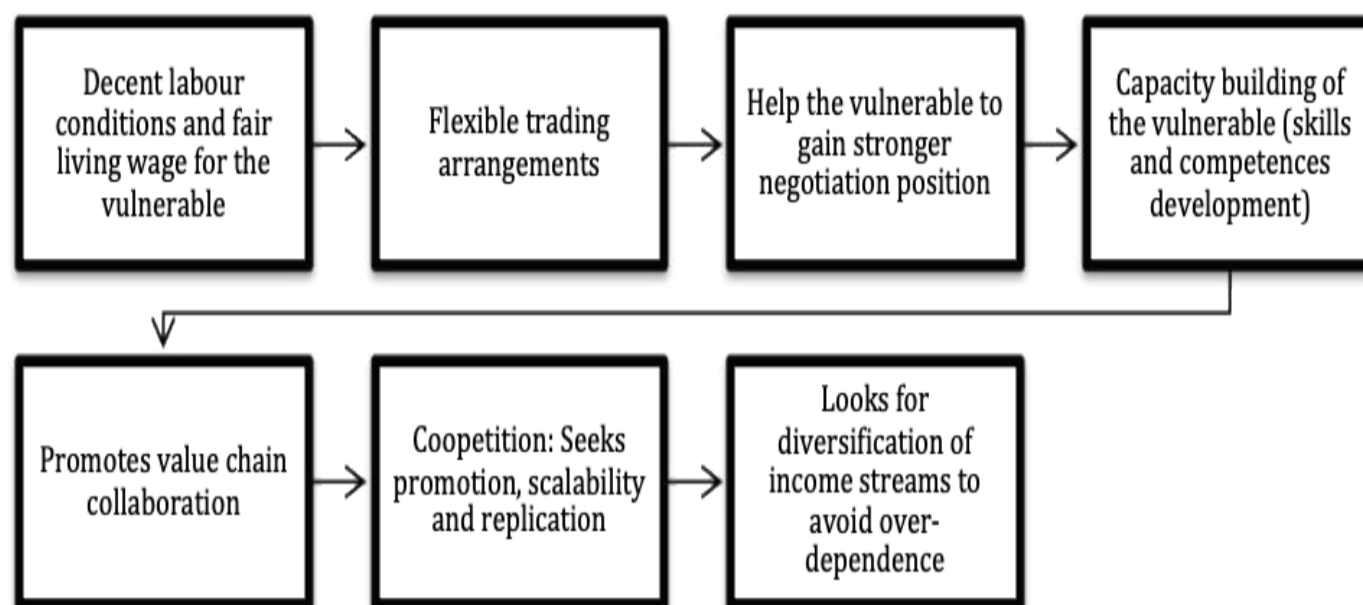 Decent labour
conditions and fair
living wage for the
vulnerable
Flexible trading
arrangements
Help the vulnerable to
gain stronger
negotiation position
Capacity building of
the vulnerable (skills
and competences
development)
Promotes value chain
collaboration
Coopetition: Seeks
promotion, scalability
and replication
Looks for
diversification of
income streams to
avoid over-
dependence